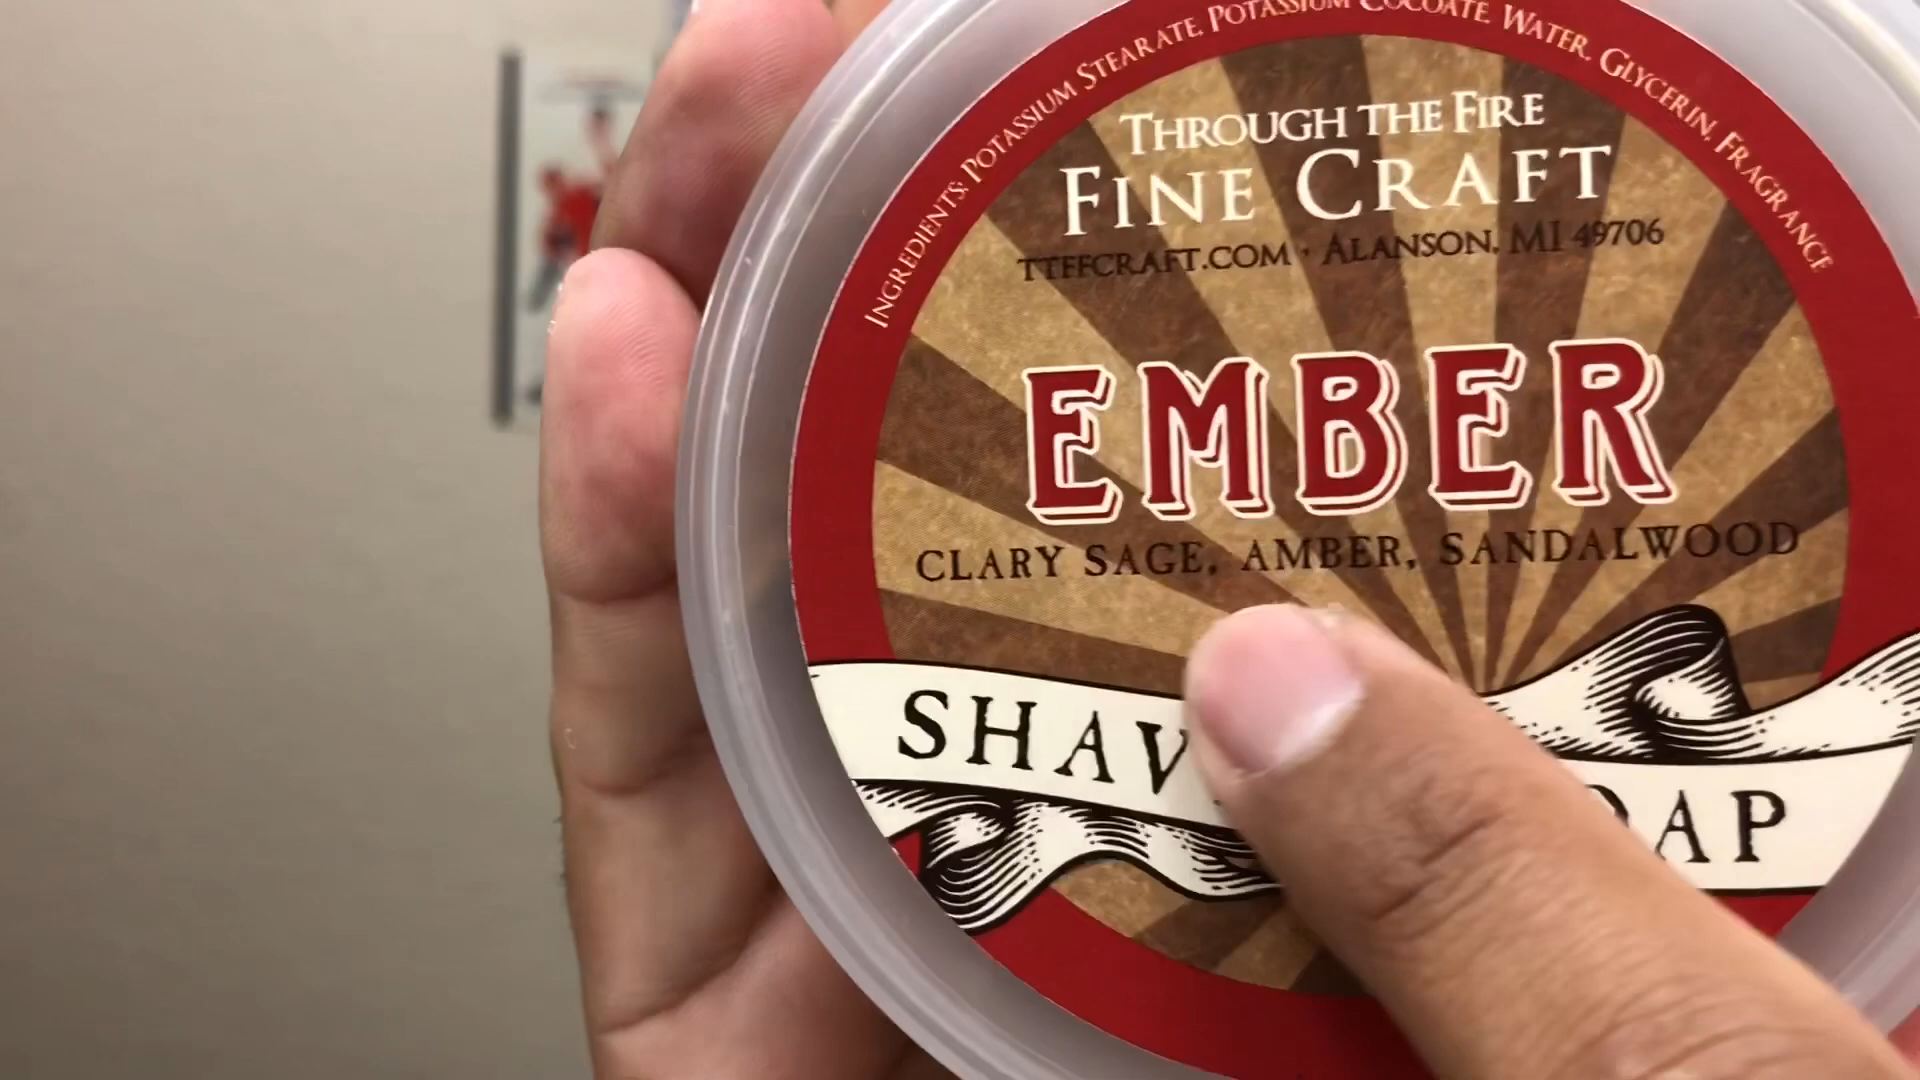 INGREDIENTS: POTASSIUM STEARATE, POTASSIUM COCOATE, WATER, GLYCERIN, FRAGRANCE
THROUGH THE FIRE
FINE CRAFT
TTFFCRAFT.COM · ALANSON, MI 49706
EMBER
CLARY SAGE, AMBER, SANDALWOOD
SHAV OAP